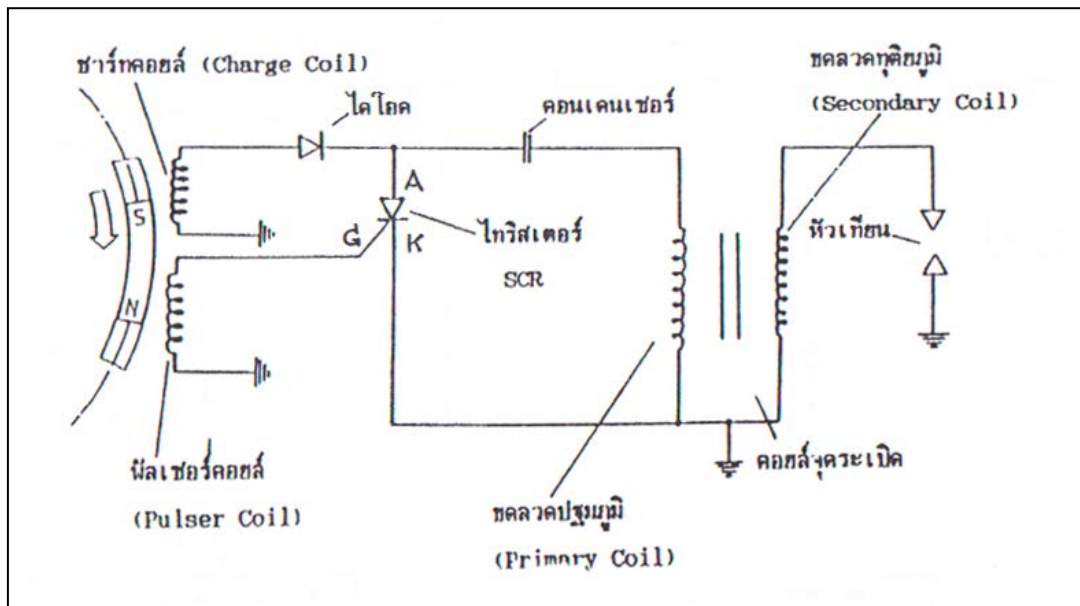 ชาร์ทคอยล์ (Charge Coil)
ไดโอด
คอนเดนเซอร์
ขดลวดทุติยภูมิ
(Secondary Coil)
S
N
A
G
K
ไทริสเตอร์
SCR
หัวเทียน
พัลเซอร์คอยล์
(Pulser Coil)
ขดลวดปฐมภูมิ
(Primary Coil)
คอยล์จุดระเบิด